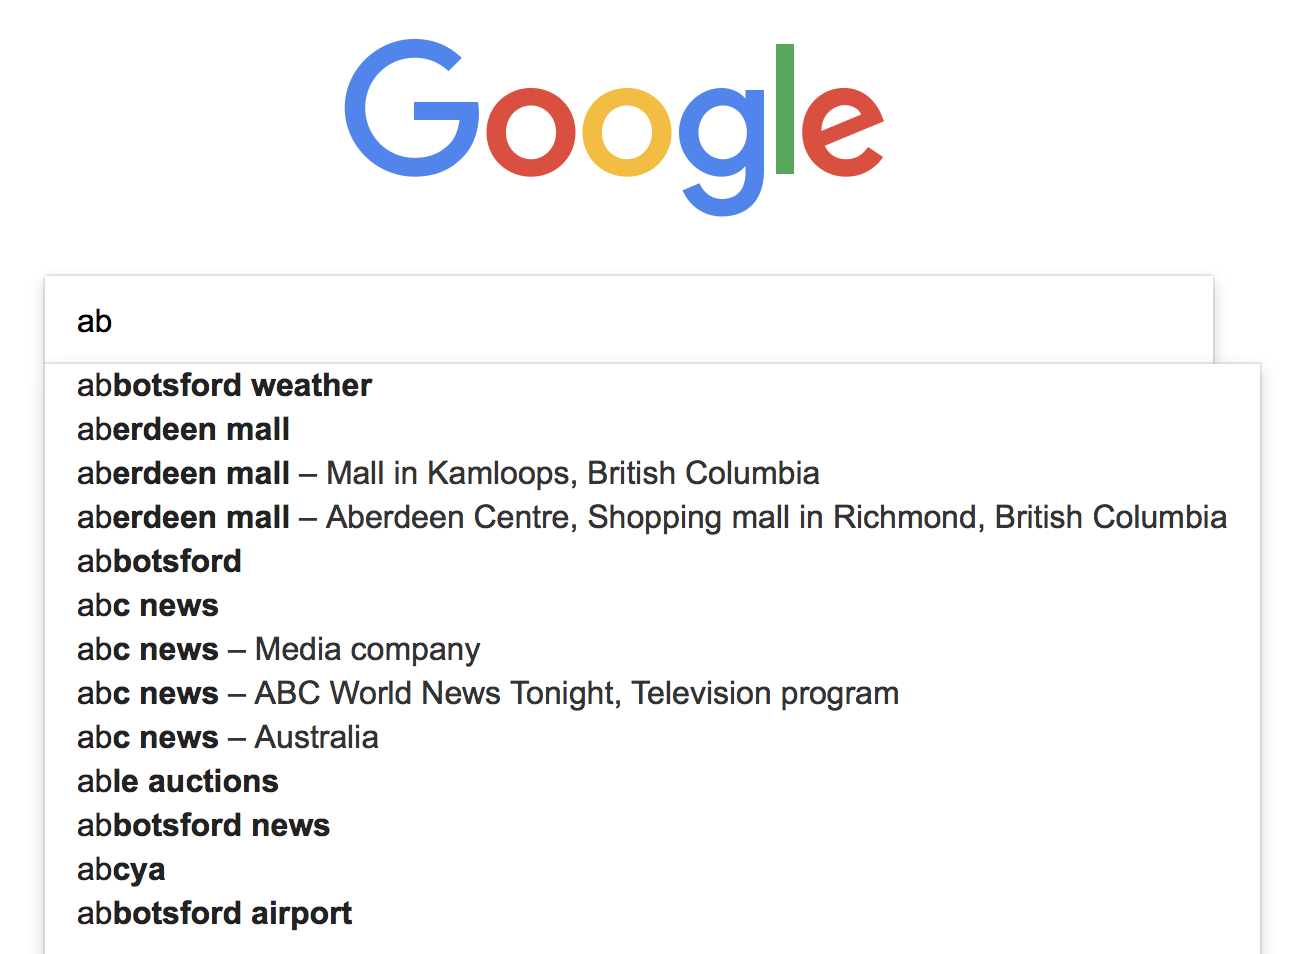 Google
ab
abbotsford weather
aberdeen mall
aberdeen mall – Mall in Kamloops, British Columbia
aberdeen mall – Aberdeen Centre, Shopping mall in Richmond, British Columbia
abbotsford
abc news
abc news – Media company
abc news – ABC World News Tonight, Television program
abc news – Australia
able auctions
abbotsford news
abcya
abbotsford airport